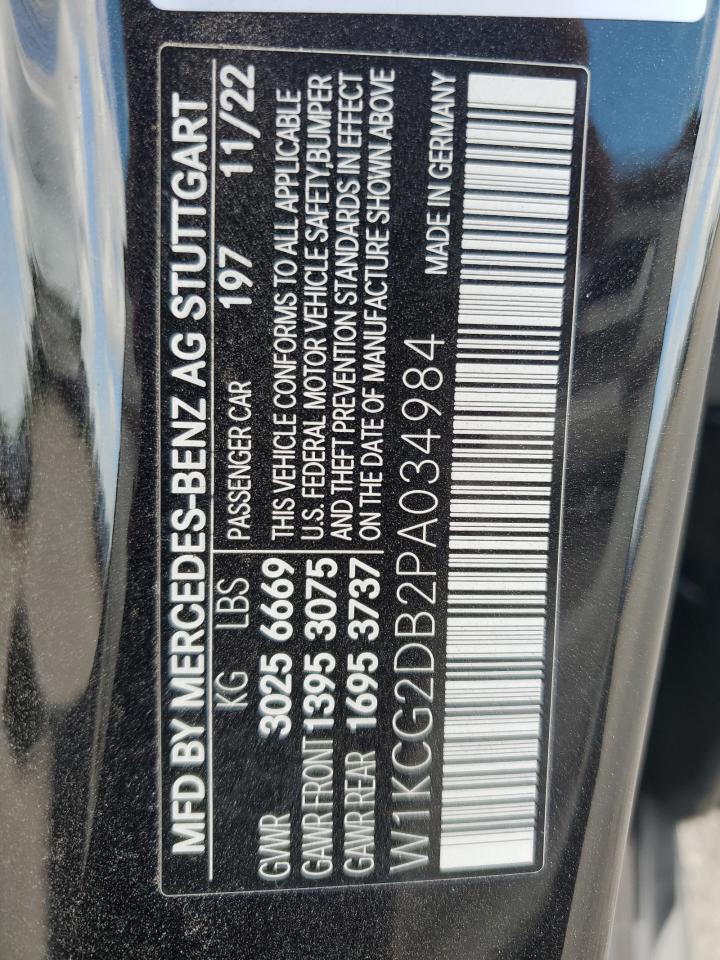 MFD BY MERCEDES-BENZ AG STUTTGART
KG LBS PASSENGER CAR 197 11/22
GVWR 3025 6669
GAWR FRONT 1395 3075
GAWR REAR 1695 3737
THIS VEHICLE CONFORMS TO ALL APPLICABLE
U.S. FEDERAL MOTOR VEHICLE SAFETY,BUMPER
AND THEFT PREVENTION STANDARDS IN EFFECT
ON THE DATE OF MANUFACTURE SHOWN ABOVE
W1KCG2DB2PA034984 MADE IN GERMANY